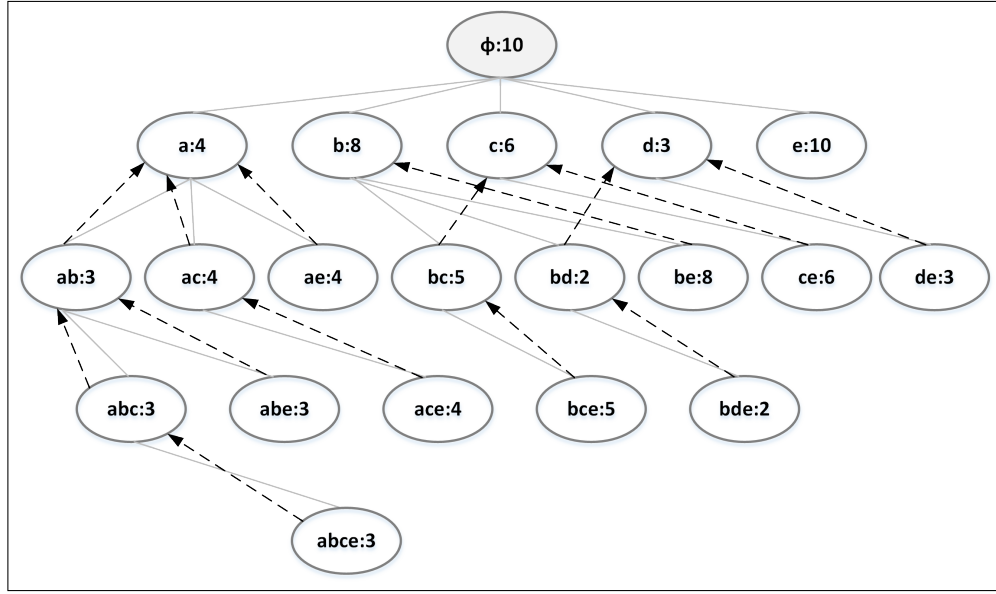 ϕ:10
a:4 b:8 c:6 d:3 e:10
ab:3 ac:4 ae:4 bc:5 bd:2 be:8 ce:6 de:3
abc:3 abe:3 ace:4 bce:5 bde:2
abce:3